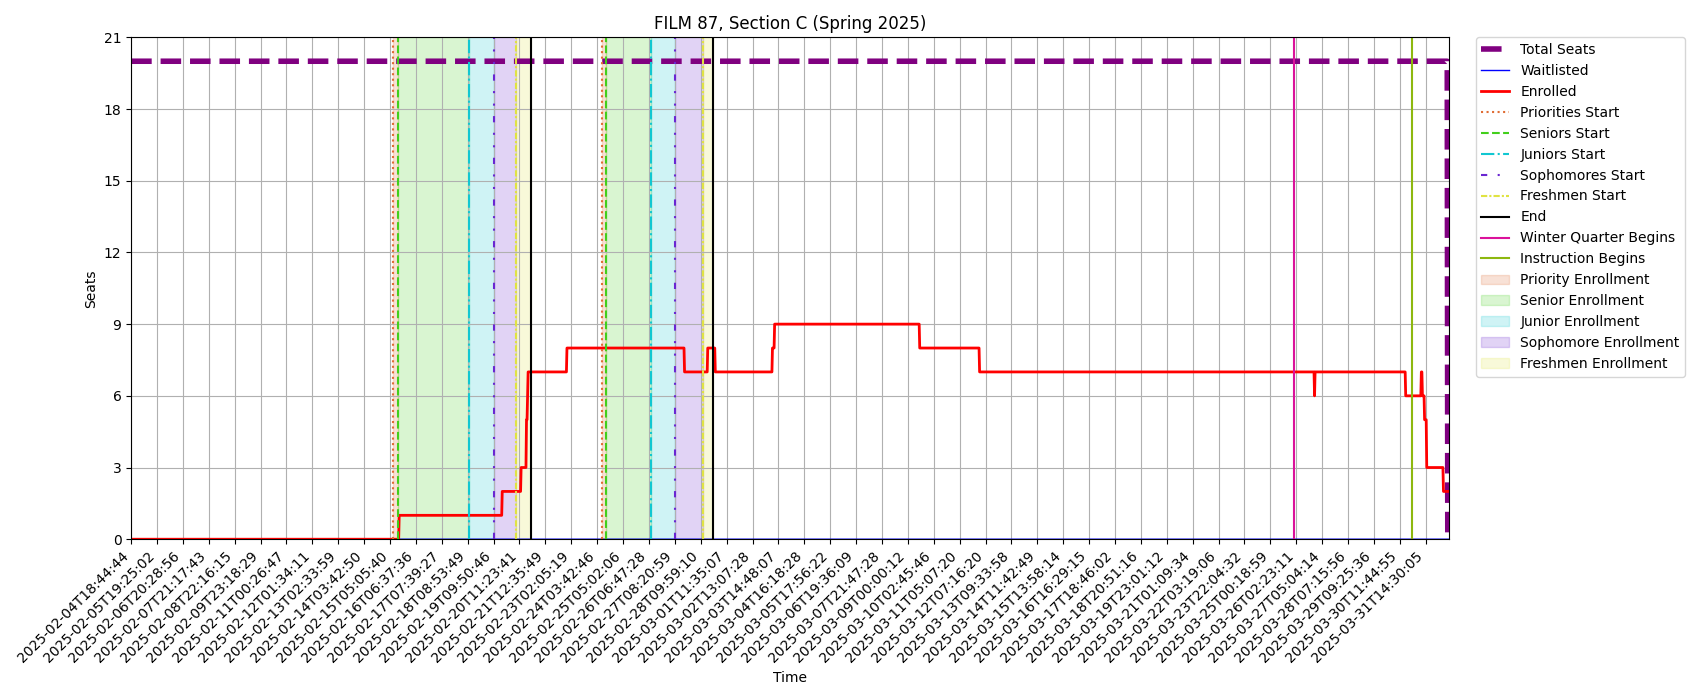 FILM 87, Section C (Spring 2025)
21
18
15
12
9
6
3
0
Seats
2025-02-04T18:44:44
2025-02-05T19:25:02
2025-02-06T20:28:56
2025-02-07T21:17:43
2025-02-08T22:16:15
2025-02-09T23:18:29
2025-02-11T00:26:47
2025-02-12T01:34:11
2025-02-13T02:33:59
2025-02-14T03:42:50
2025-02-15T05:05:40
2025-02-16T06:37:36
2025-02-17T07:39:27
2025-02-18T08:53:49
2025-02-19T09:50:46
2025-02-20T11:23:41
2025-02-21T12:35:49
2025-02-23T02:05:19
2025-02-24T03:42:46
2025-02-25T05:02:06
2025-02-26T06:47:28
2025-02-27T08:20:59
2025-02-28T09:59:10
2025-03-01T11:35:07
2025-03-02T13:07:28
2025-03-03T14:48:07
2025-03-04T16:18:28
2025-03-05T17:56:22
2025-03-06T19:36:09
2025-03-07T21:47:28
2025-03-09T00:00:12
2025-03-10T02:45:46
2025-03-11T05:07:20
2025-03-12T07:16:20
2025-03-13T09:33:58
2025-03-14T11:42:49
2025-03-15T13:58:14
2025-03-16T16:29:15
2025-03-17T18:46:02
2025-03-18T20:51:16
2025-03-19T23:01:12
2025-03-21T01:09:34
2025-03-22T03:19:06
2025-03-23T22:04:32
2025-03-25T00:18:59
2025-03-26T02:23:11
2025-03-27T05:04:14
2025-03-28T07:15:56
2025-03-29T09:25:36
2025-03-30T11:44:55
2025-03-31T14:30:05
Time
Total Seats
Waitlisted
Enrolled
Priorities Start
Seniors Start
Juniors Start
Sophomores Start
Freshmen Start
End
Winter Quarter Begins
Instruction Begins
Priority Enrollment
Senior Enrollment
Junior Enrollment
Sophomore Enrollment
Freshmen Enrollment